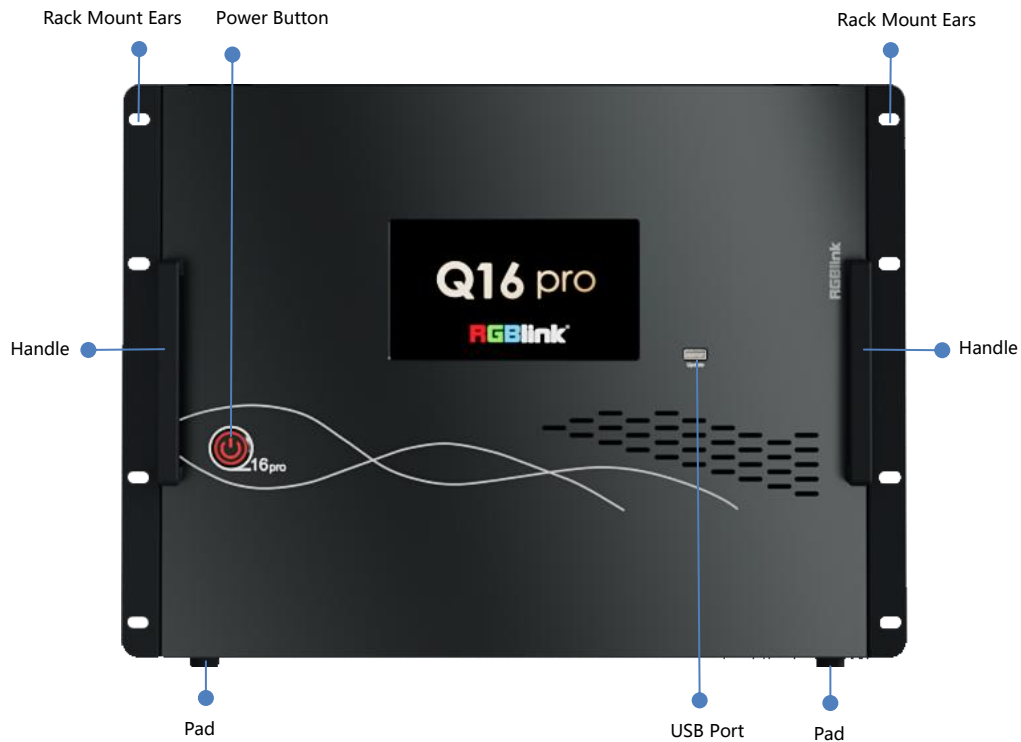 Rack Mount Ears
Power Button
Rack Mount Ears
Q16 pro
RGBlink
RGBlink
Handle
Handle
16pro
Pad
USB Port
Pad